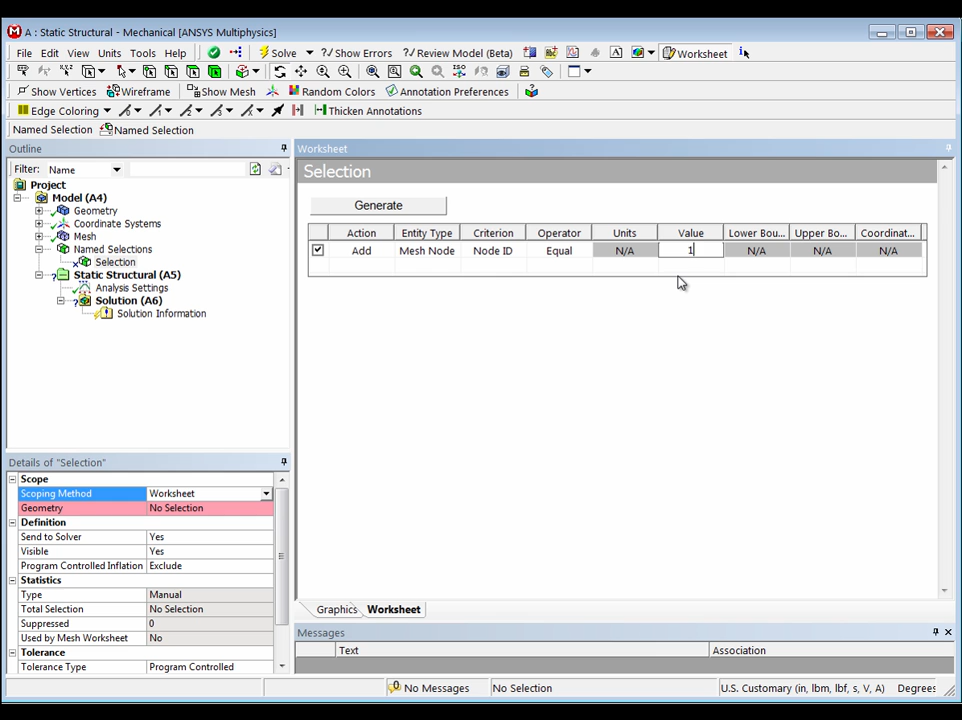 A : Static Structural - Mechanical [ANSYS Multiphysics]
File Edit View Units Tools Help Solve ?/Show Errors ?/Review Model (Beta) A Worksheet i
Show Vertices Wireframe Show Mesh Random Colors Annotation Preferences
Edge Coloring Thicken Annotations
Named Selection Named Selection
Outline
Filter: Name
Project
Model (A4)
Geometry
Coordinate Systems
Mesh
Named Selections
Selection
Static Structural (A5)
Analysis Settings
Solution (A6)
Solution Information
Details of "Selection"
Scope
Scoping Method Worksheet
Geometry No Selection
Definition
Send to Solver Yes
Visible Yes
Program Controlled Inflation Exclude
Statistics
Type Manual
Total Selection No Selection
Suppressed 0
Used by Mesh Worksheet No
Tolerance
Tolerance Type Program Controlled
Worksheet
Selection
Generate
Action Entity Type Criterion Operator Units Value Lower Bou... Upper Bo... Coordinat...
Add Mesh Node Node ID Equal N/A 1 N/A N/A N/A
Graphics Worksheet
Messages
Text Association
0 No Messages No Selection U.S. Customary (in, lbm, lbf, s, V, A) Degrees